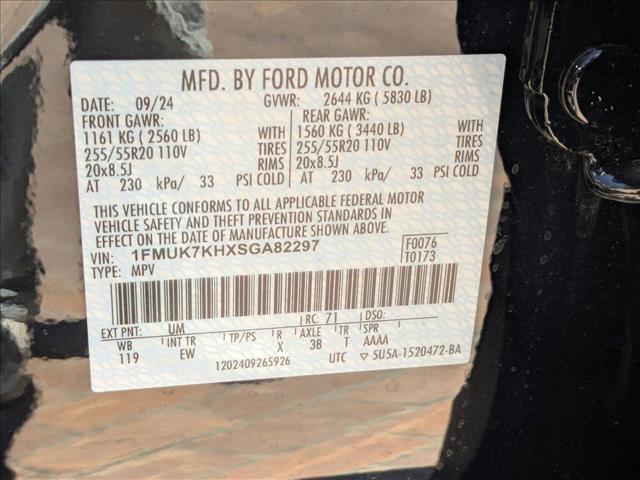 MFD. BY FORD MOTOR CO.
DATE: 09/24 GVWR: 2644 KG ( 5830 LB)
FRONT GAWR: REAR GAWR:
1161 KG ( 2560 LB) WITH 1560 KG ( 3440 LB) WITH
255/55R20 110V TIRES 255/55R20 110V TIRES
20x8.5J RIMS 20x8.5J RIMS
AT 230 kPa/ 33 PSI COLD AT 230 kPa/ 33 PSI COLD
THIS VEHICLE CONFORMS TO ALL APPLICABLE FEDERAL MOTOR
VEHICLE SAFETY AND THEFT PREVENTION STANDARDS IN
EFFECT ON THE DATE OF MANUFACTURE SHOWN ABOVE.
VIN: 1FMUK7KHXSGA82297 F0076
TYPE: MPV T0173
EXT PNT: UM RC: 71 DSO:
WB INT TR TP/PS R AXLE TR SPR
119 EW X 3B T AAAA
1202409265926 UTC ▽ 5U5A-1520472-BA